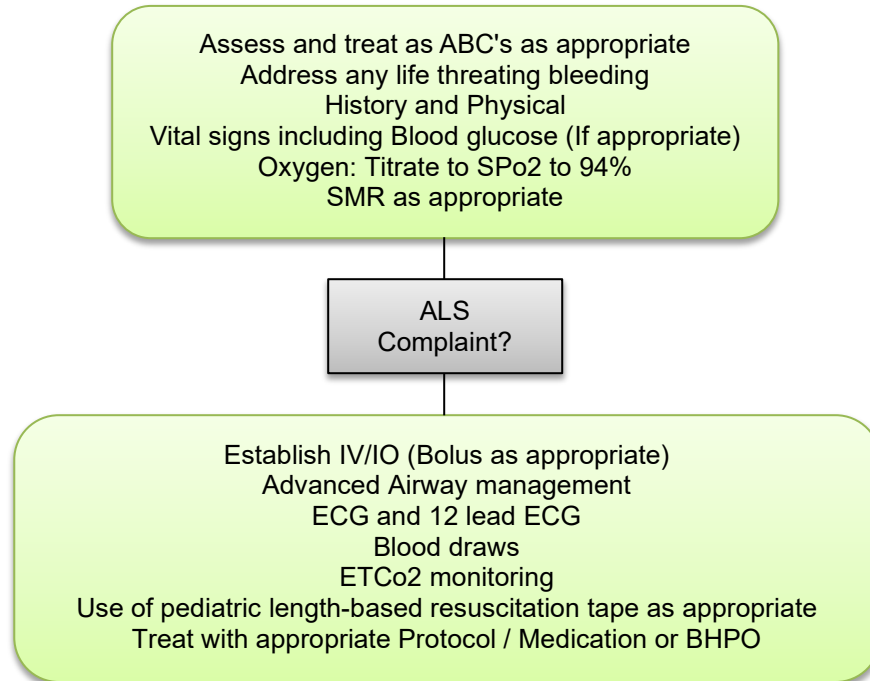 Assess and treat as ABC's as appropriate
Address any life threating bleeding
History and Physical
Vital signs including Blood glucose (If appropriate)
Oxygen: Titrate to SPo2 to 94%
SMR as appropriate
ALS
Complaint?
Establish IV/IO (Bolus as appropriate)
Advanced Airway management
ECG and 12 lead ECG
Blood draws
ETCo2 monitoring
Use of pediatric length-based resuscitation tape as appropriate
Treat with appropriate Protocol / Medication or BHPO